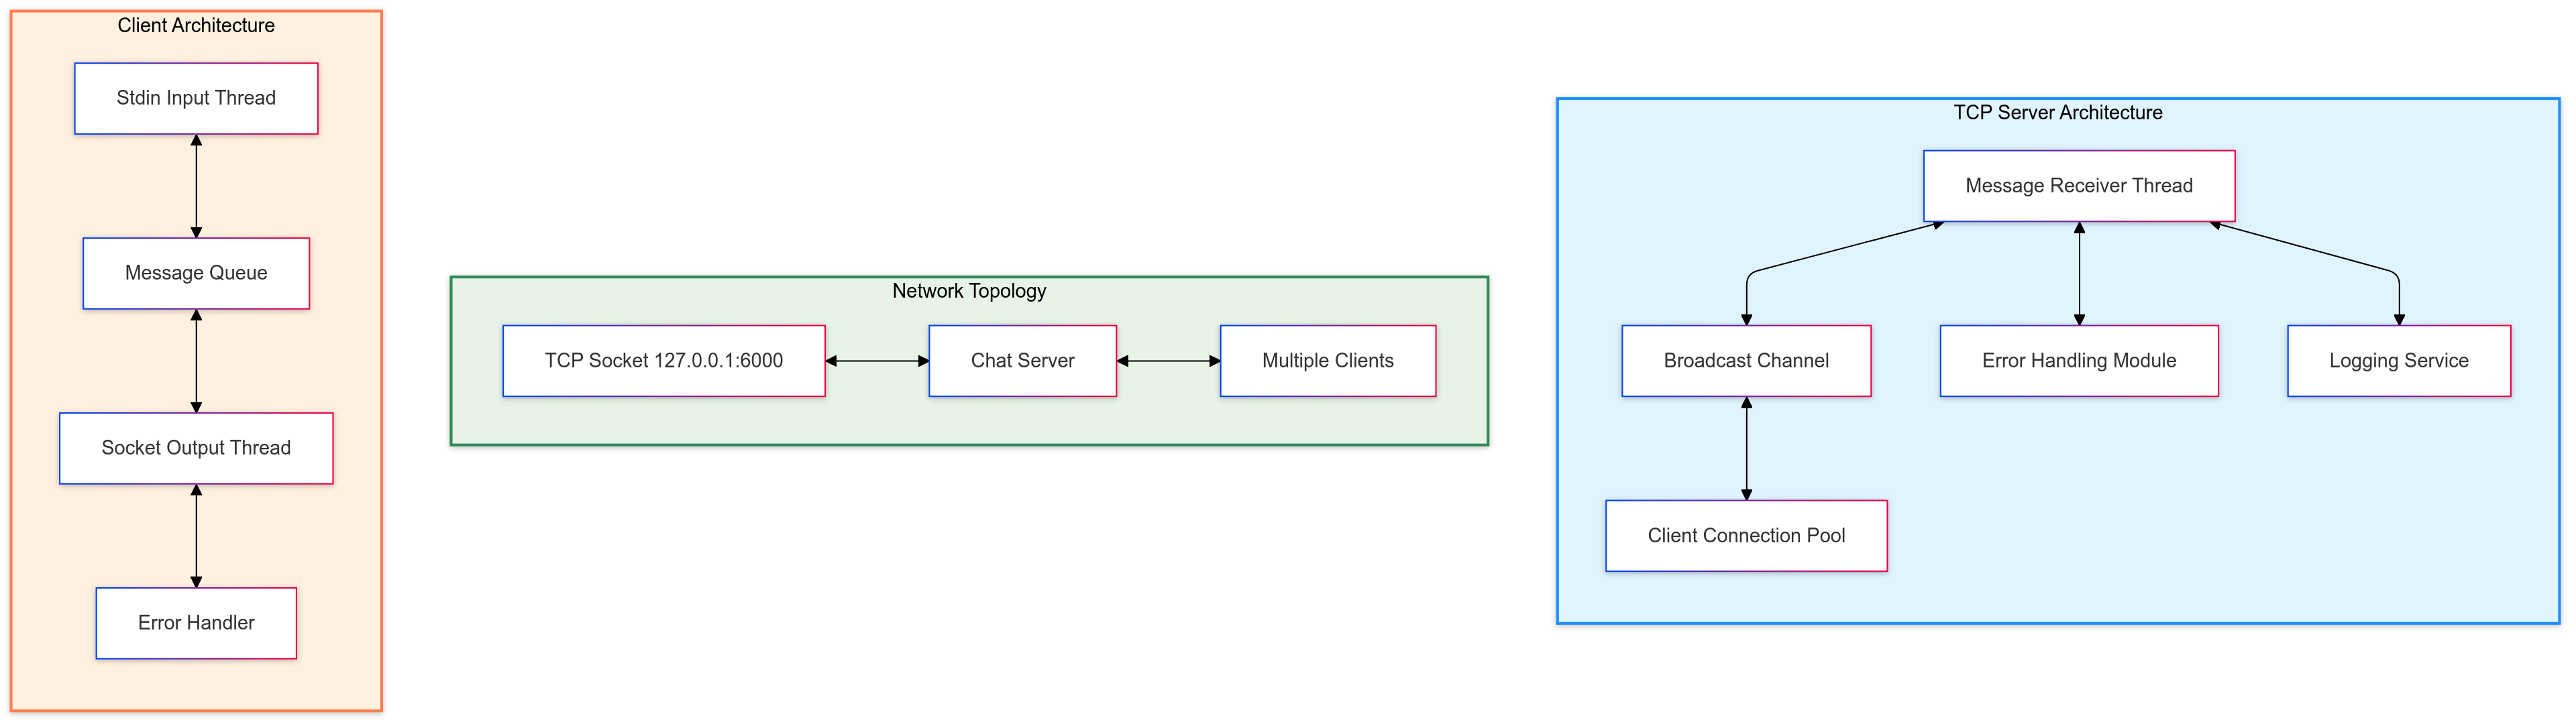 Client Architecture
Stdin Input Thread
Message Queue
Socket Output Thread
Error Handler
Network Topology
TCP Socket 127.0.0.1:6000
Chat Server
Multiple Clients
TCP Server Architecture
Message Receiver Thread
Broadcast Channel
Error Handling Module
Logging Service
Client Connection Pool